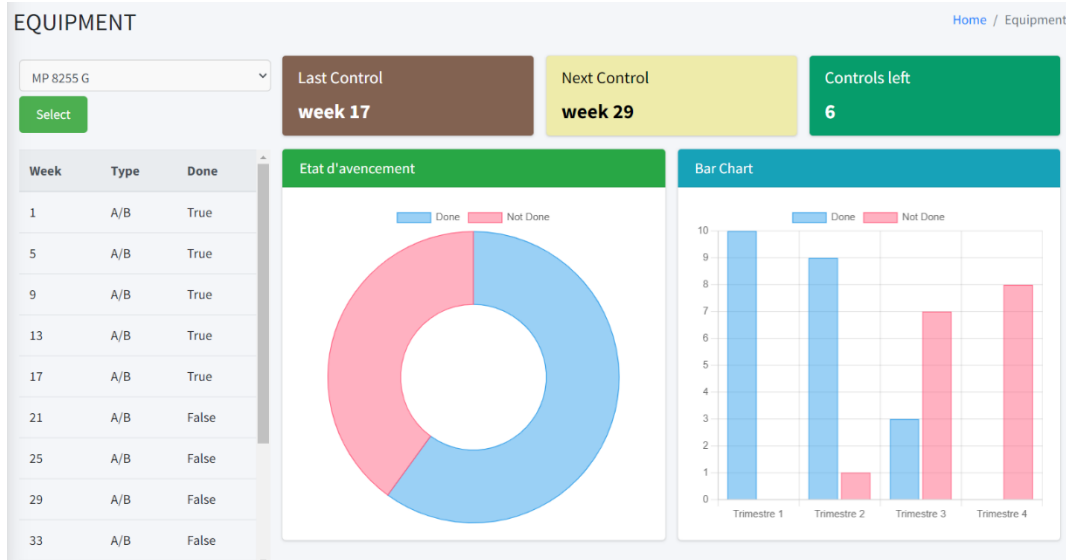 EQUIPMENT
Home / Equipment
MP 8255 G
Select
Last Control
week 17
Next Control
week 29
Controls left
6
Week Type Done
1 A/B True
5 A/B True
9 A/B True
13 A/B True
17 A/B True
21 A/B False
25 A/B False
29 A/B False
33 A/B False
Etat d'avencement
Done Not Done
Bar Chart
Done Not Done
10
9
8
7
6
5
4
3
2
1
0
Trimestre 1 Trimestre 2 Trimestre 3 Trimestre 4